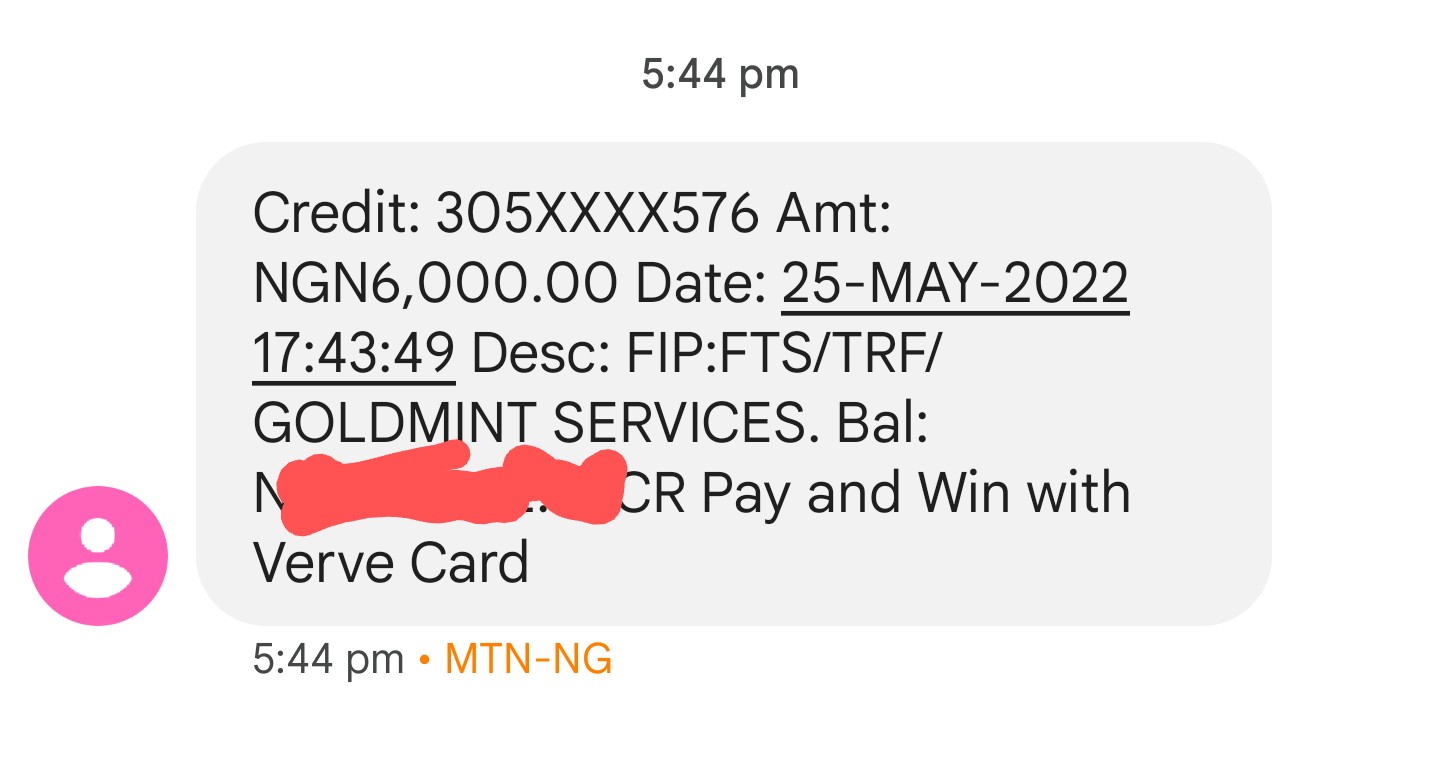 5:44 pm
Credit: 305XXXX576 Amt:
NGN6,000.00 Date: 25-MAY-2022
17:43:49 Desc: FIP:FTS/TRF/
GOLDMINT SERVICES. Bal:
CR Pay and Win with
Verve Card
5:44 pm • MTN-NG